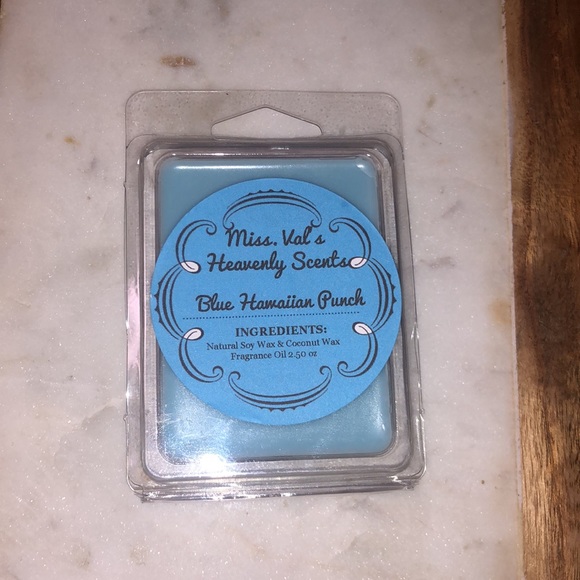 Miss. Val's
Heavenly Scents
Blue Hawaiian Punch
INGREDIENTS:
Natural Soy Wax & Coconut Wax
Fragrance Oil 2.50 oz